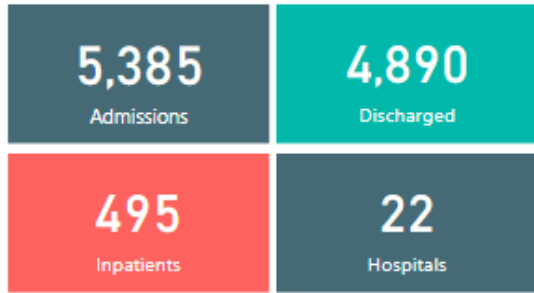 5,385
Admissions
4,890
Discharged
495
Inpatients
22
Hospitals